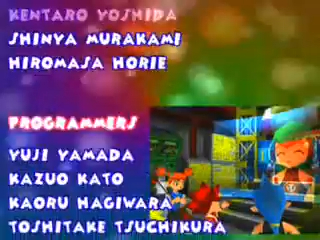 KENTARO YOSHIDA
SHINYA MURAKAMI
HIROMASA HORIE
PROGRAMMERS
YUJI YAMADA
KAZUO KATO
KAORU HAGIWARA
TOSHITAKE TSUCHIKURA